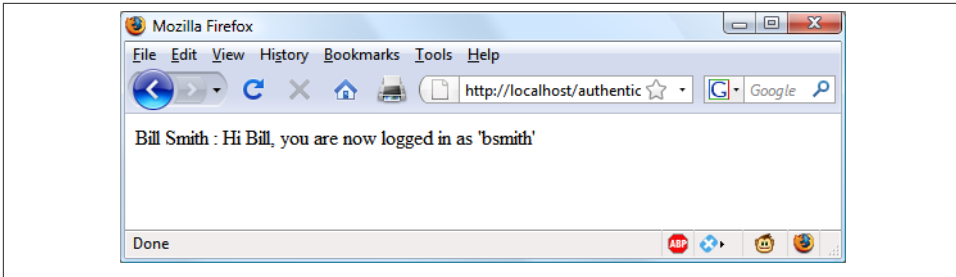 Mozilla Firefox
File Edit View History Bookmarks Tools Help
http://localhost/authentic G Google
Bill Smith : Hi Bill, you are now logged in as 'bsmith'
Done ABP